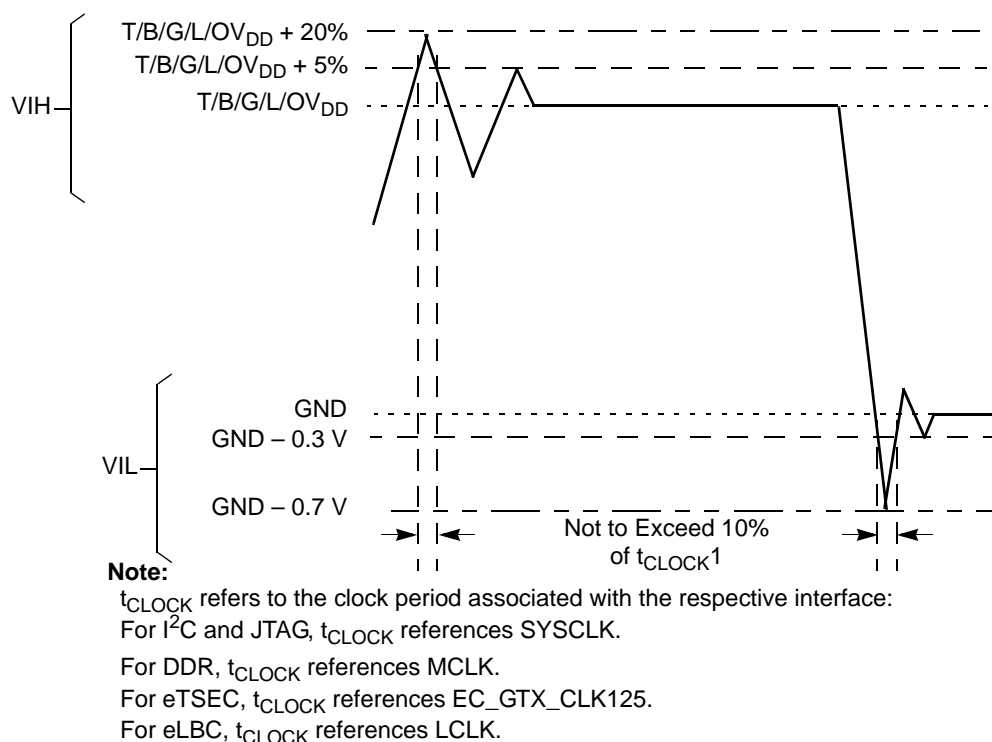 T/B/G/L/OVDD + 20%
T/B/G/L/OVDD + 5%
VIH
T/B/G/L/OVDD
GND
GND – 0.3 V
VIL
GND – 0.7 V
Not to Exceed 10%
of tCLOCK1
Note:
tCLOCK refers to the clock period associated with the respective interface:
For I2C and JTAG, tCLOCK references SYSCLK.
For DDR, tCLOCK references MCLK.
For eTSEC, tCLOCK references EC_GTX_CLK125.
For eLBC, tCLOCK references LCLK.